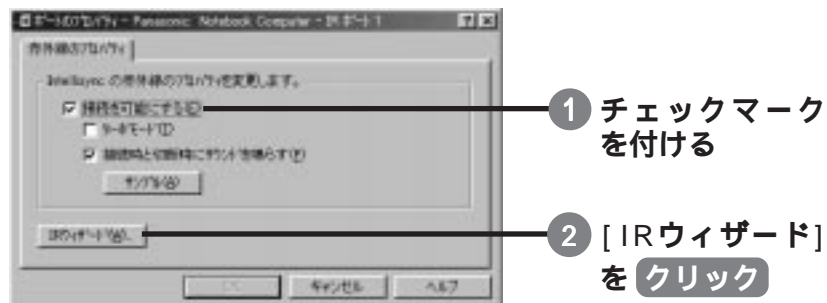 ポートのプロパティ - Panasonic Notebook Computer - IR ポート 1
赤外線のプロパティ
Intellisync の赤外線のプロパティを変更します。
接続を可能にする(E)
ターボモード(T)
接続時と切断時にサウンドを鳴らす(P)
サンプル(A)
IRウィザード(W)...
OK
キャンセル
ヘルプ
1 チェックマーク
を付ける
2 [IRウィザード]
を クリック